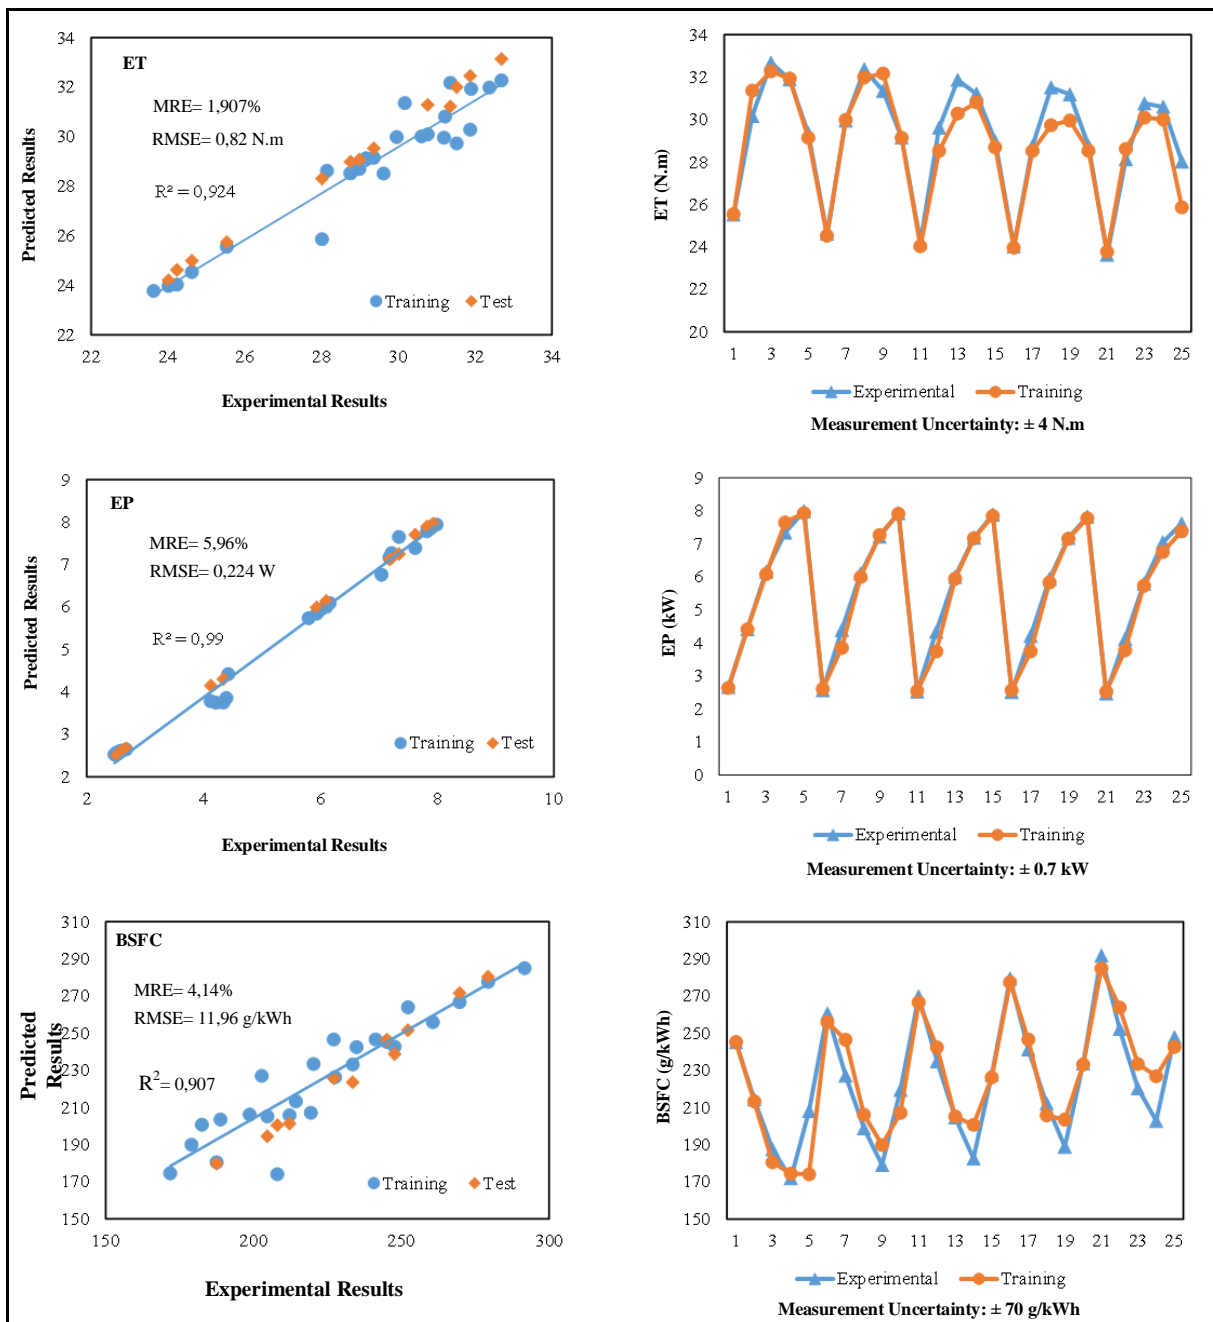 ET
MRE= 1,907%
RMSE= 0,82 N.m
R² = 0,924
Predicted Results
34
32
30
28
26
24
22
22 24 26 28 30 32 34
Training Test
Experimental Results
ET (N.m)
34
32
30
28
26
24
22
20
1 3 5 7 9 11 13 15 17 19 21 23 25
Experimental Training
Measurement Uncertainty: ± 4 N.m
EP
MRE= 5,96%
RMSE= 0,224 W
R² = 0,99
Predicted Results
9
8
7
6
5
4
3
2
2 4 6 8 10
Training Test
Experimental Results
EP (kW)
9
8
7
6
5
4
3
2
1
0
1 3 5 7 9 11 13 15 17 19 21 23 25
Experimental Training
Measurement Uncertainty: ± 0.7 kW
BSFC
MRE= 4,14%
RMSE= 11,96 g/kWh
R²= 0,907
Predicted
Results
310
290
270
250
230
210
190
170
150
150 200 250 300
Training Test
Experimental Results
BSFC (g/kWh)
310
290
270
250
230
210
190
170
150
1 3 5 7 9 11 13 15 17 19 21 23 25
Experimental Training
Measurement Uncertainty: ± 70 g/kWh